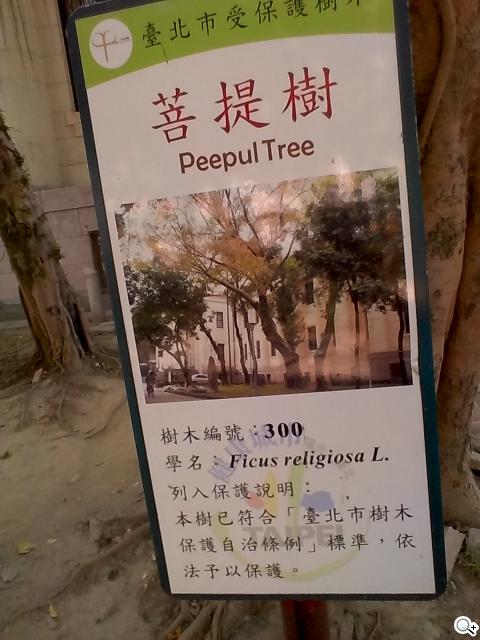 臺北市受保護樹木
菩提樹
Peepul Tree
樹木編號：300
學名：Ficus religiosa L.
列入保護說明：
本樹已符合「臺北市樹木
保護自治條例」標準，依
法予以保護。
TAIPEI